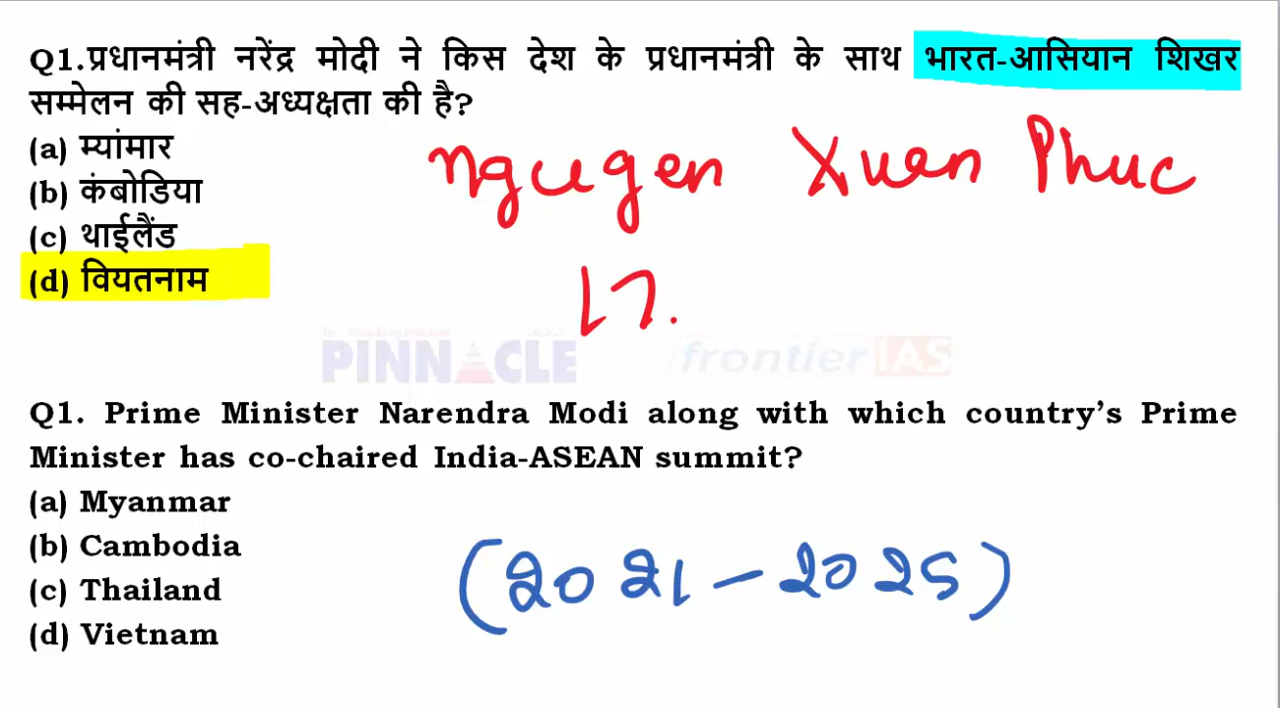 Q1.प्रधानमंत्री नरेंद्र मोदी ने किस देश के प्रधानमंत्री के साथ भारत-आसियान शिखर
सम्मेलन की सह-अध्यक्षता की है?
(a) म्यांमार
(b) कंबोडिया
(c) थाईलैंड
(d) वियतनाम
Nguyen Xuan Phuc
17.
PINNACLE
frontier IAS
Q1. Prime Minister Narendra Modi along with which country’s Prime
Minister has co-chaired India-ASEAN summit?
(a) Myanmar
(b) Cambodia
(c) Thailand
(d) Vietnam
(2021-2025)